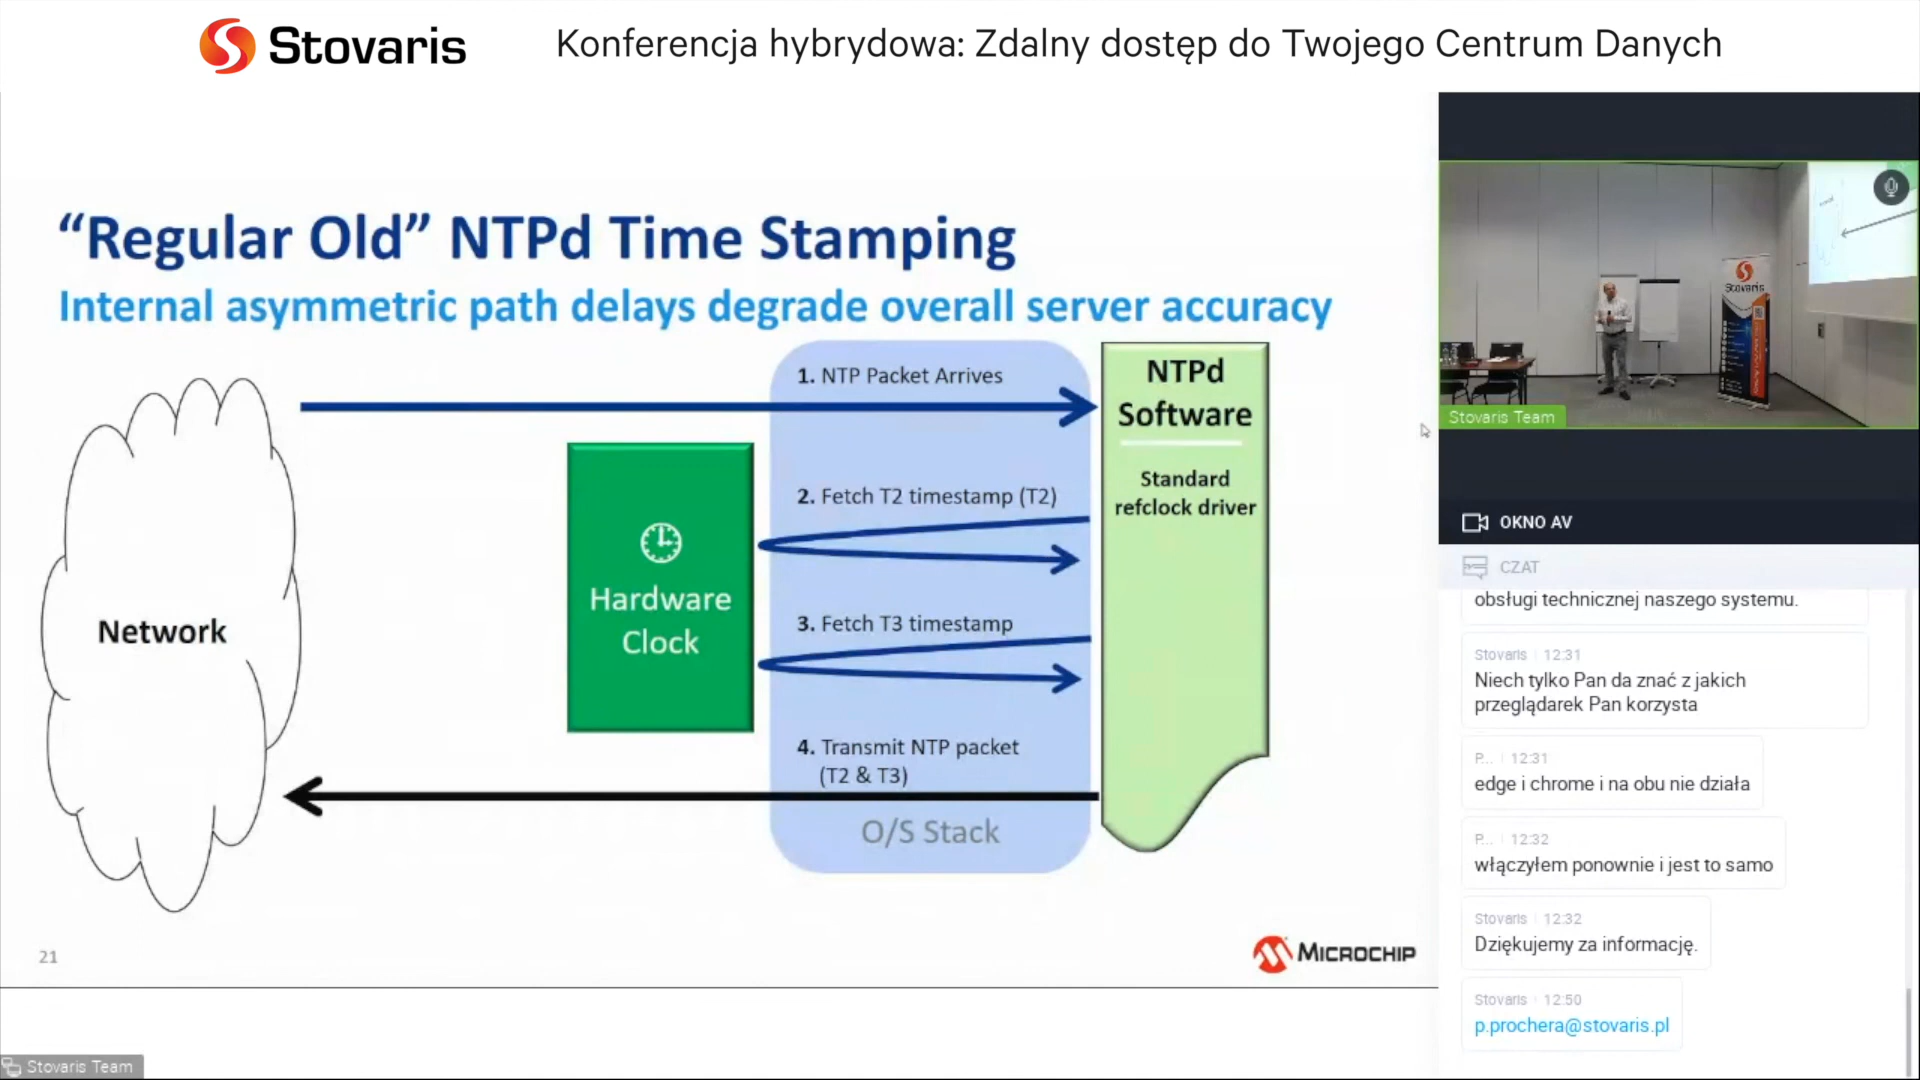 Stovaris
Konferencja hybrydowa: Zdalny dostęp do Twojego Centrum Danych
“Regular Old” NTPd Time Stamping
Internal asymmetric path delays degrade overall server accuracy
Network
Hardware
Clock
1. NTP Packet Arrives
2. Fetch T2 timestamp (T2)
3. Fetch T3 timestamp
4. Transmit NTP packet
(T2 & T3)
O/S Stack
NTPd
Software
Standard
refclock driver
21
MICROCHIP
Stovaris Team
Stovaris
Stovaris Team
OKNO AV
CZAT
obsługi technicznej naszego systemu.
Stovaris 12:31
Niech tylko Pan da znać z jakich
przeglądarek Pan korzysta
P... 12:31
edge i chrome i na obu nie działa
P... 12:32
włączyłem ponownie i jest to samo
Stovaris 12:32
Dziękujemy za informację.
Stovaris 12:50
p.prochera@stovaris.pl